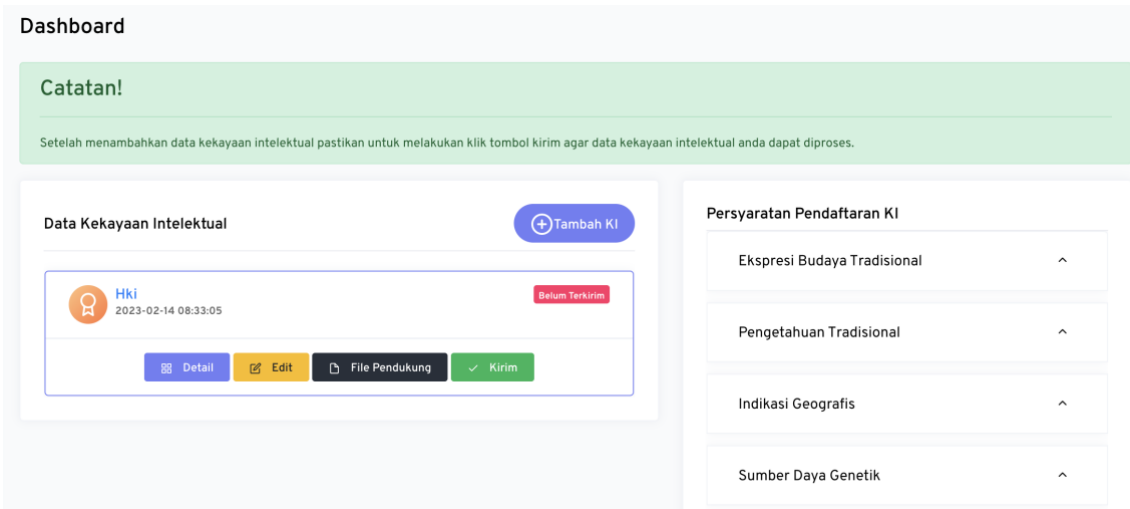 Dashboard
Catatan!
Setelah menambahkan data kekayaan intelektual pastikan untuk melakukan klik tombol kirim agar data kekayaan intelektual anda dapat diproses.
Data Kekayaan Intelektual
Tambah KI
Hki
2023-02-14 08:33:05
Belum Terkirim
Detail
Edit
File Pendukung
Kirim
Persyaratan Pendaftaran KI
Ekspresi Budaya Tradisional
Pengetahuan Tradisional
Indikasi Geografis
Sumber Daya Genetik